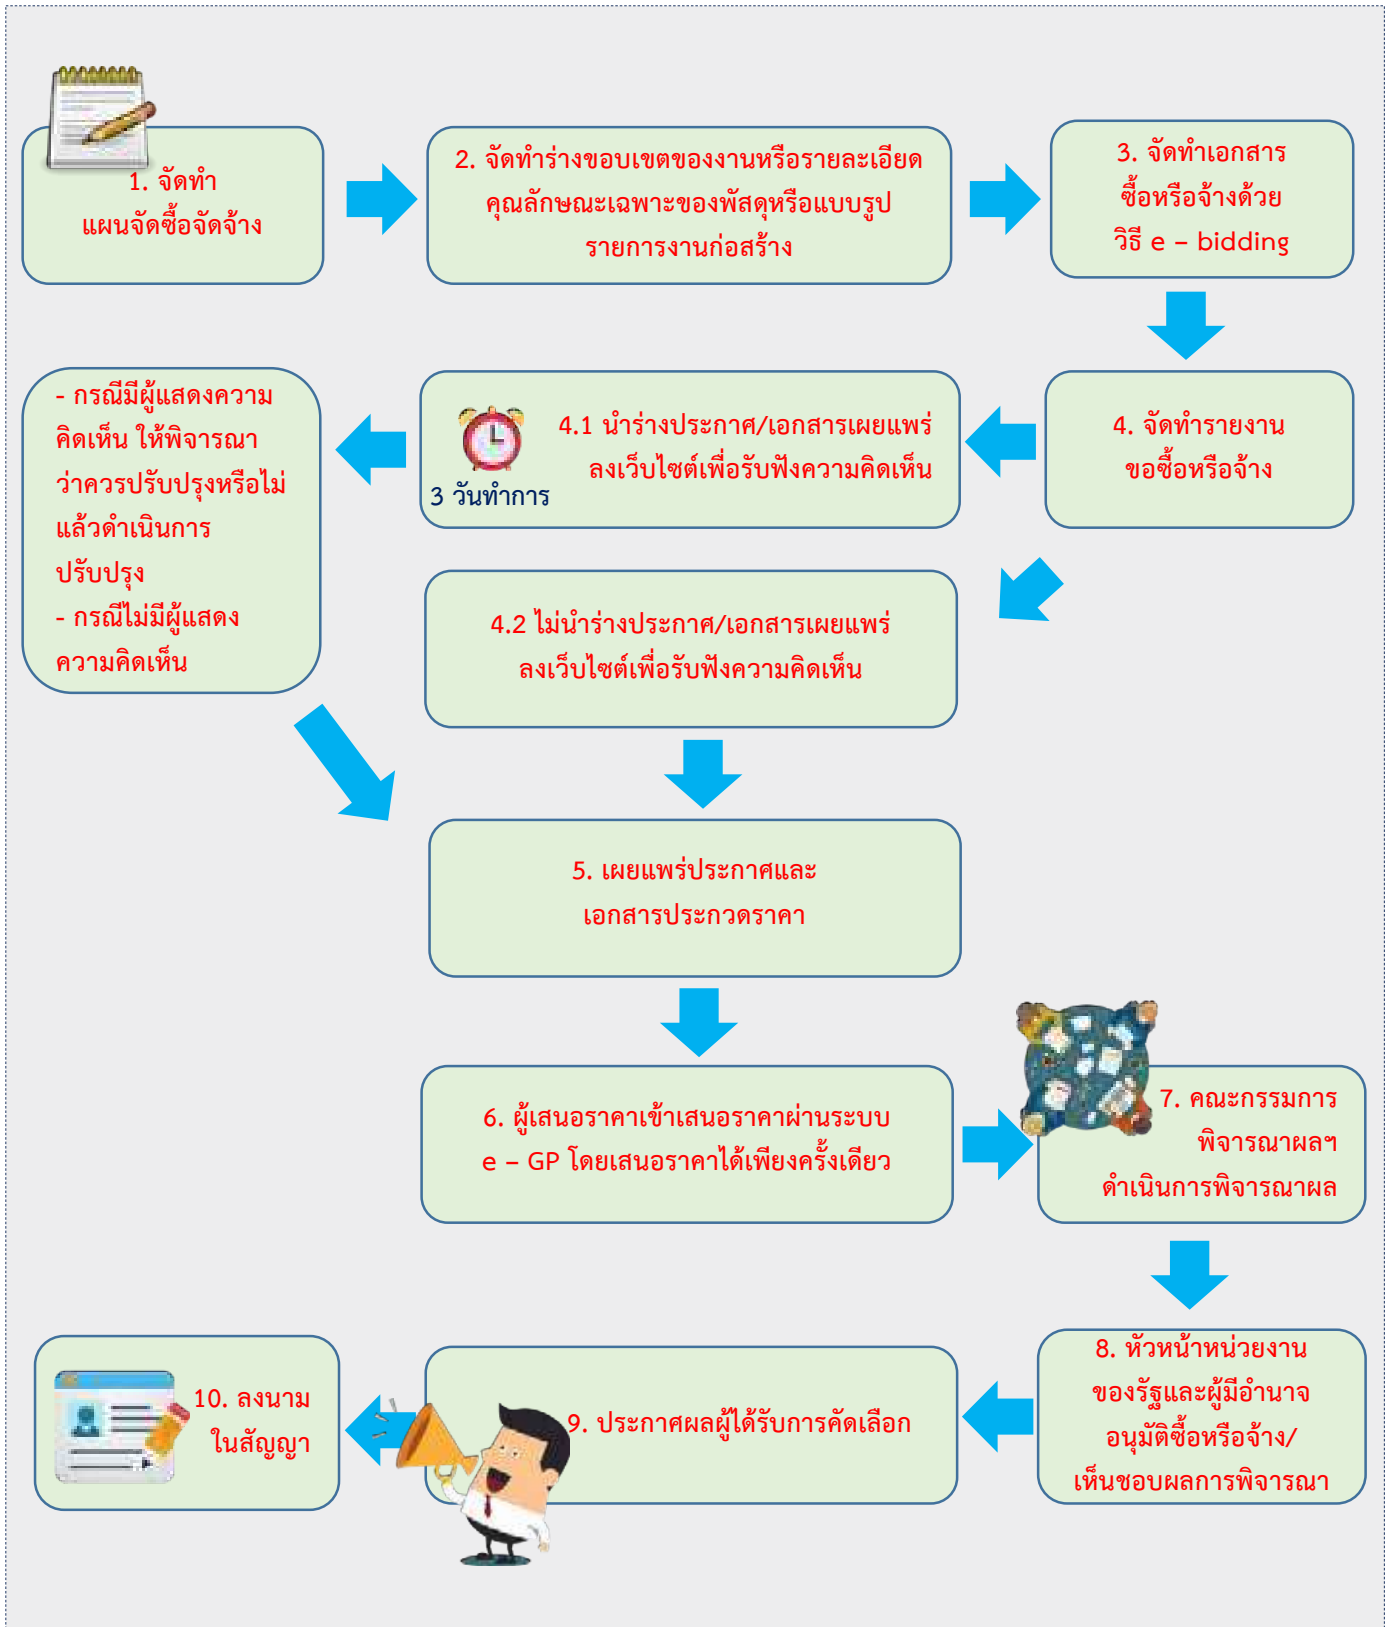 1. จัดทำ
แผนจัดซื้อจัดจ้าง
2. จัดทำร่างขอบเขตของงานหรือรายละเอียด
คุณลักษณะเฉพาะของพัสดุหรือแบบรูป
รายการงานก่อสร้าง
3. จัดทำเอกสาร
ซื้อหรือจ้างด้วย
วิธี e – bidding
4. จัดทำรายงาน
ขอซื้อหรือจ้าง
4.1 นำร่างประกาศ/เอกสารเผยแพร่
ลงเว็บไซต์เพื่อรับฟังความคิดเห็น
3 วันทำการ
- กรณีมีผู้แสดงความ
คิดเห็น ให้พิจารณา
ว่าควรปรับปรุงหรือไม่
แล้วดำเนินการ
ปรับปรุง
- กรณีไม่มีผู้แสดง
ความคิดเห็น
4.2 ไม่นำร่างประกาศ/เอกสารเผยแพร่
ลงเว็บไซต์เพื่อรับฟังความคิดเห็น
5. เผยแพร่ประกาศและ
เอกสารประกวดราคา
6. ผู้เสนอราคาเข้าเสนอราคาผ่านระบบ
e – GP โดยเสนอราคาได้เพียงครั้งเดียว
7. คณะกรรมการ
พิจารณาผลฯ
ดำเนินการพิจารณาผล
8. หัวหน้าหน่วยงาน
ของรัฐและผู้มีอำนาจ
อนุมัติซื้อหรือจ้าง/
เห็นชอบผลการพิจารณา
9. ประกาศผลผู้ได้รับการคัดเลือก
10. ลงนาม
ในสัญญา